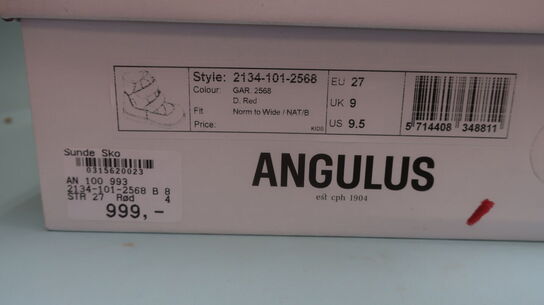 Style: 2134-101-2568
Colour: GAR. 2568
D. Red
Fit Norm to Wide / NAT/B
Price:
KIDS
EU 27
UK 9
US 9.5
5 714408 348811
Sunde Sko
0315620023
AN 100 993
2134-101-2568 B 8
STR 27 Rød 4
999,-
ANGULUS
est cph 1904